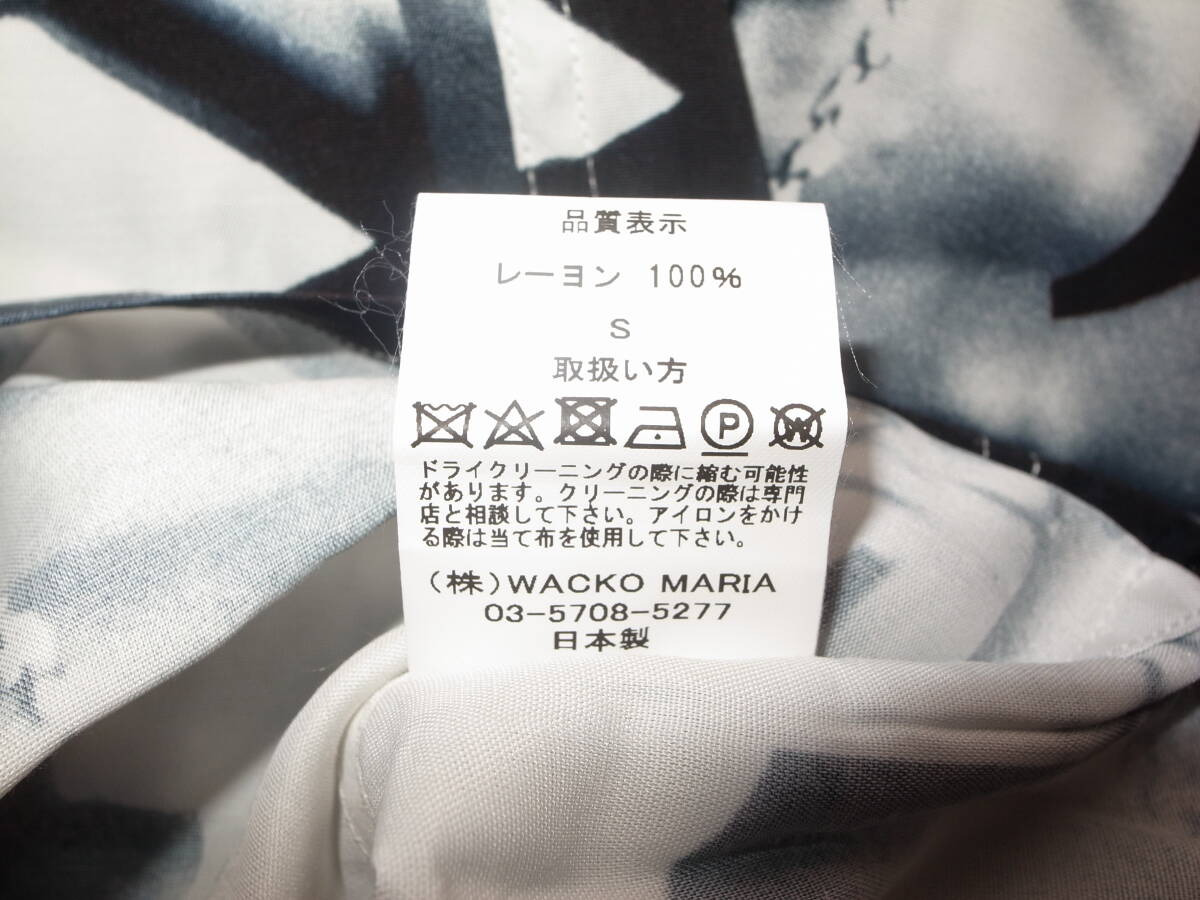 品質表示
レーヨン 100%
S
取扱い方
P W
ドライクリーニングの際に縮む可能性
があります。クリーニングの際は専門
店と相談して下さい。アイロンをかけ
る際は当て布を使用して下さい。
(株)WACKO MARIA
03-5708-5277
日本製